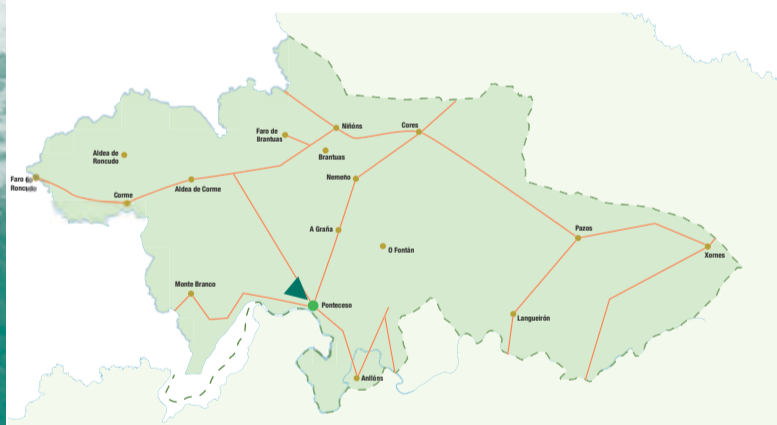 Niñóns
Cores
Faro de
Brantuas
Brantuas
Aldea de
Roncudo
Nemeño
Faro de
Roncudo
Aldea de Corme
Corme
A Graña
Pazos
O Fontán
Xornes
Monte Branco
Ponteceso
Langueirón
Anllóns